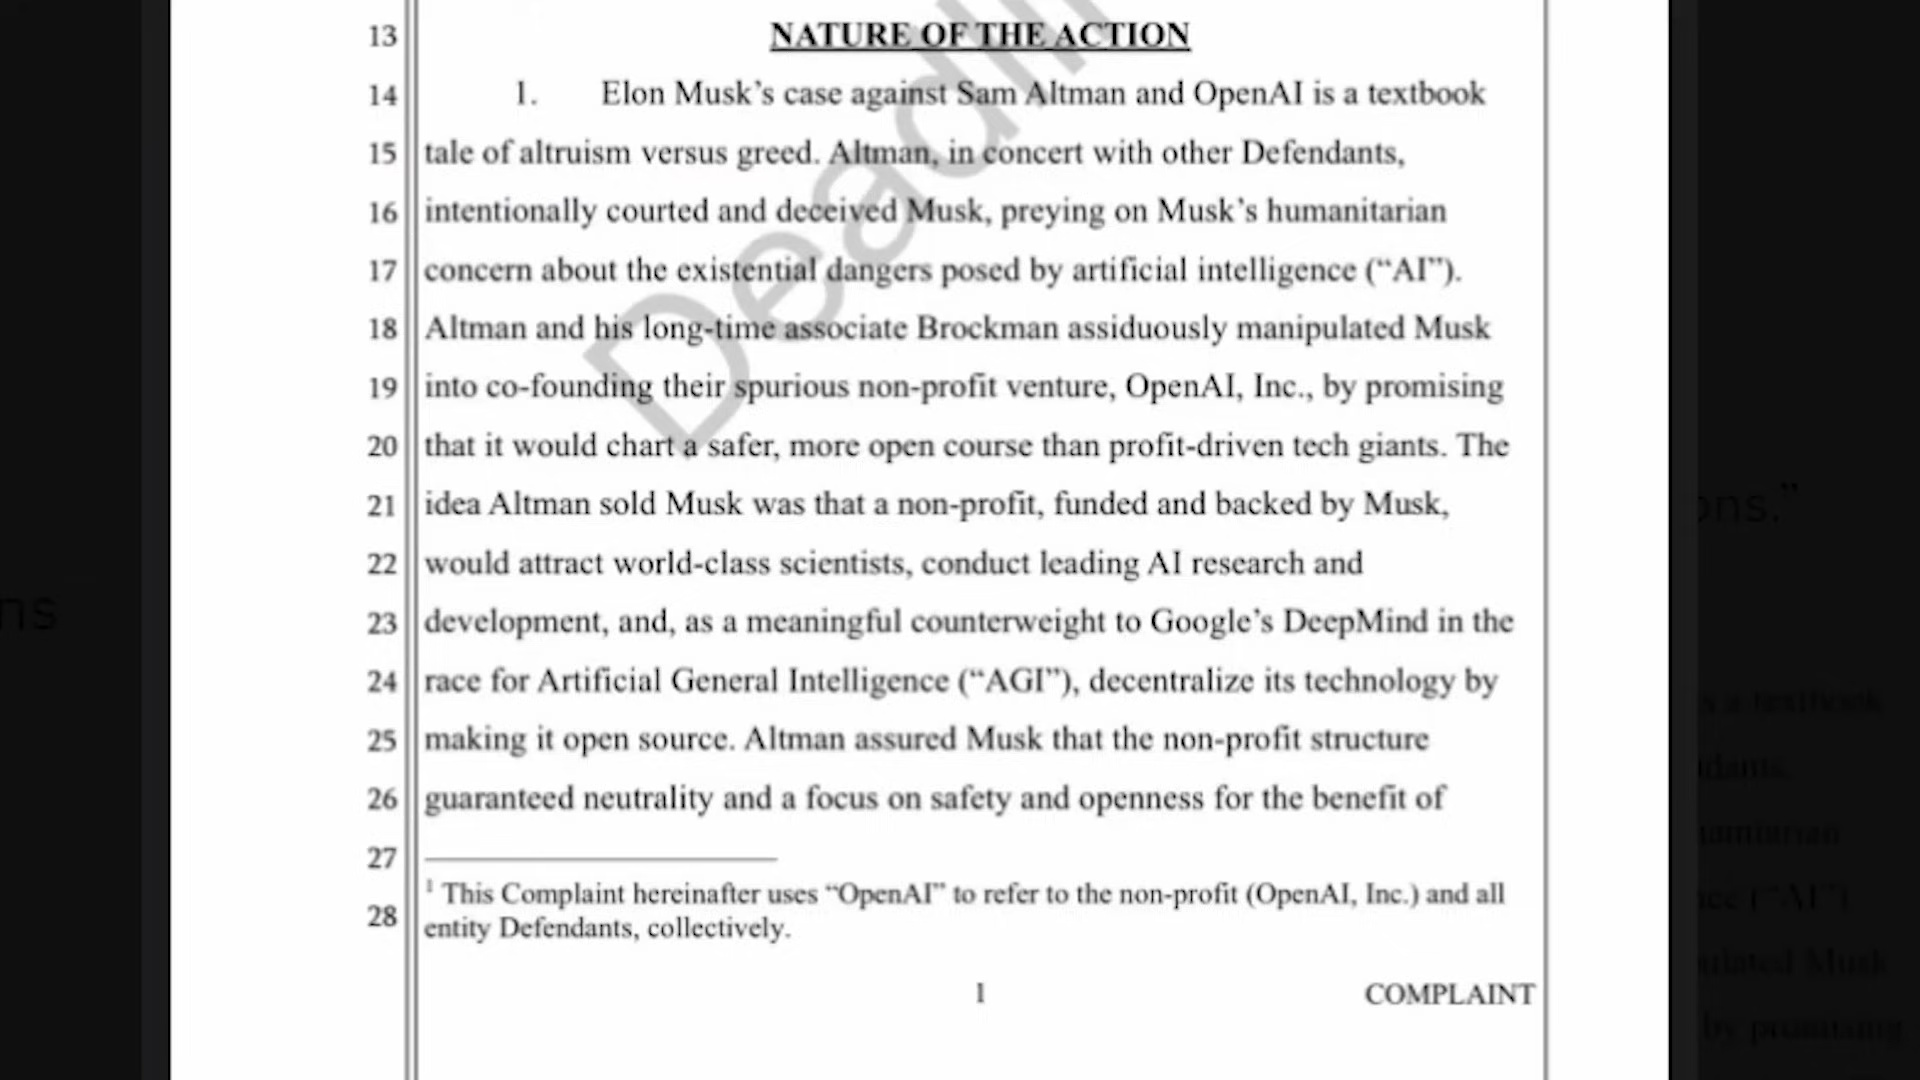 13 NATURE OF THE ACTION
14 1. Elon Musk’s case against Sam Altman and OpenAI is a textbook
15 tale of altruism versus greed. Altman, in concert with other Defendants,
16 intentionally courted and deceived Musk, preying on Musk’s humanitarian
17 concern about the existential dangers posed by artificial intelligence (“AI”).
18 Altman and his long-time associate Brockman assiduously manipulated Musk
19 into co-founding their spurious non-profit venture, OpenAI, Inc., by promising
20 that it would chart a safer, more open course than profit-driven tech giants. The
21 idea Altman sold Musk was that a non-profit, funded and backed by Musk,
22 would attract world-class scientists, conduct leading AI research and
23 development, and, as a meaningful counterweight to Google’s DeepMind in the
24 race for Artificial General Intelligence (“AGI”), decentralize its technology by
25 making it open source. Altman assured Musk that the non-profit structure
26 guaranteed neutrality and a focus on safety and openness for the benefit of
27
1 This Complaint hereinafter uses “OpenAI” to refer to the non-profit (OpenAI, Inc.) and all
28 entity Defendants, collectively.
1 COMPLAINT